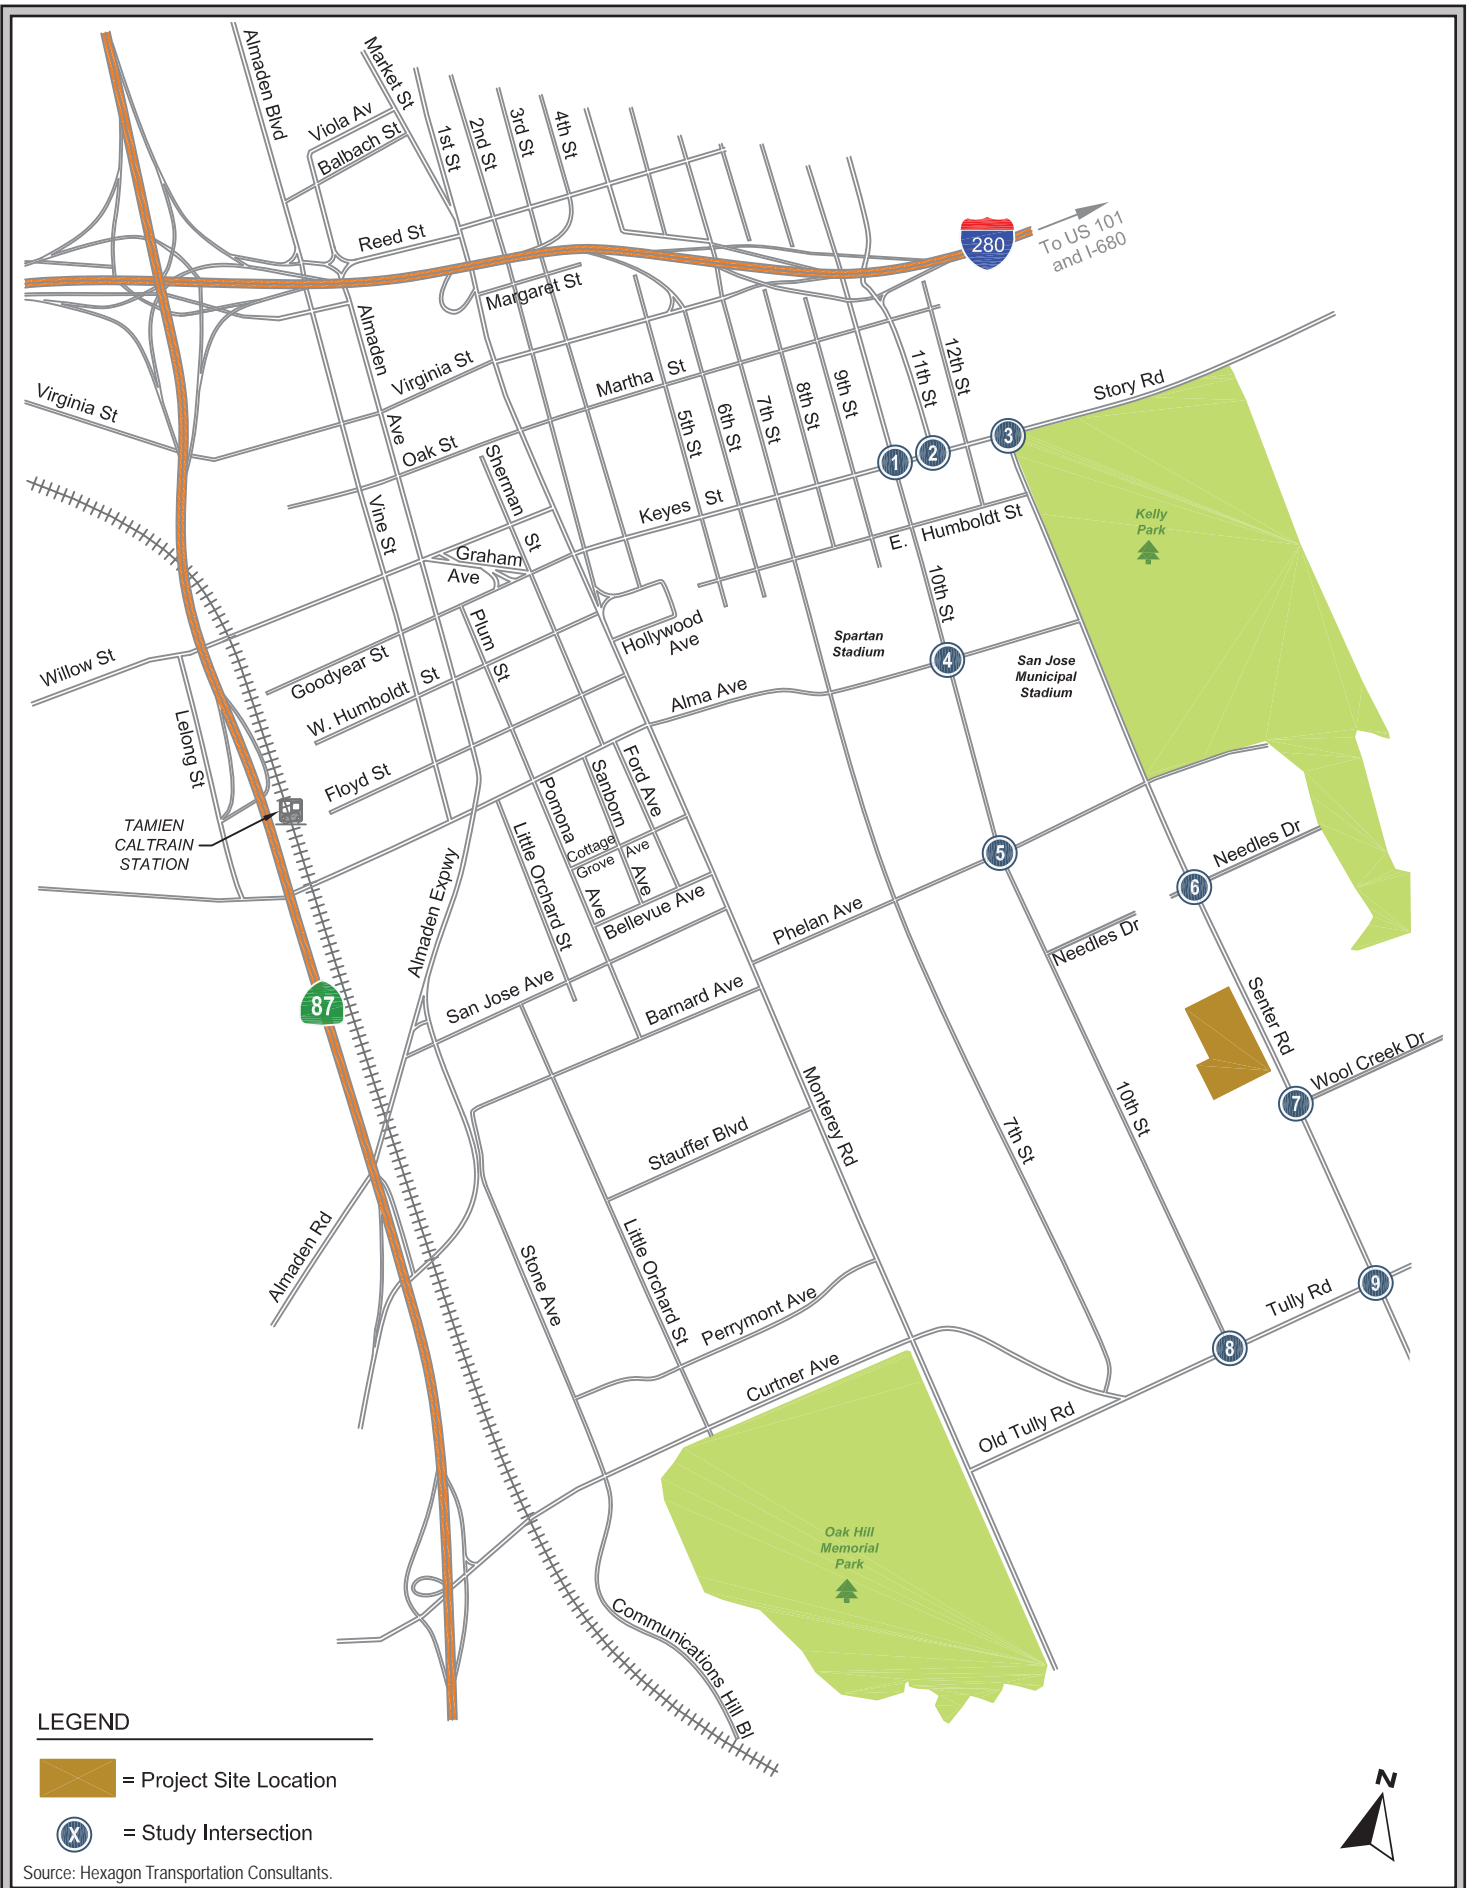 Almaden Blvd
Market St
Viola Av
Balbach St
1st St
2nd St
3rd St
4th St
Reed St
280
To US 101
and I-680
Margaret St
Almaden
Ave
Virginia St
Virginia St
Martha St
Oak St
Sherman
St
Vine St
5th St
6th St
7th St
8th St
9th St
11th St
12th St
Story Rd
1
2
3
Keyes St
E. Humboldt St
Kelly
Park
Graham
Ave
10th St
Hollywood
Ave
Plum
St
Willow St
Goodyear St
W. Humboldt St
Spartan
Stadium
4
San Jose
Municipal
Stadium
Alma Ave
Lelong St
Floyd St
Ford Ave
Sanborn
Ave
Pomona
Ave
TAMIEN
CALTRAIN
STATION
Little Orchard St
Cottage
Grove
Ave
Bellevue Ave
Almaden Expwy
5
Needles Dr
6
Phelan Ave
Needles Dr
San Jose Ave
Barnard Ave
87
Senter Rd
Wool Creek Dr
7
Monterey Rd
10th St
7th St
Stauffer Blvd
Almaden Rd
Stone Ave
Little Orchard St
Perrymont Ave
Tully Rd
9
8
Curtner Ave
Old Tully Rd
Oak Hill
Memorial
Park
Communications Hill Bl
LEGEND
= Project Site Location
X
= Study Intersection
N
Source: Hexagon Transportation Consultants.